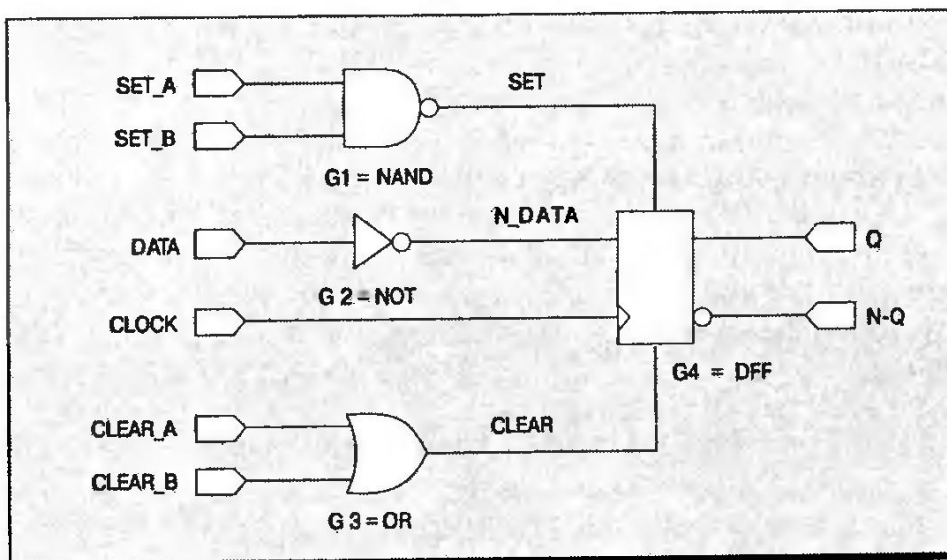 SET_A
SET
SET_B
G1 = NAND
N_DATA
DATA
Q
G 2 = NOT
CLOCK
N-Q
G4 = DFF
CLEAR_A
CLEAR
CLEAR_B
G 3 = OR